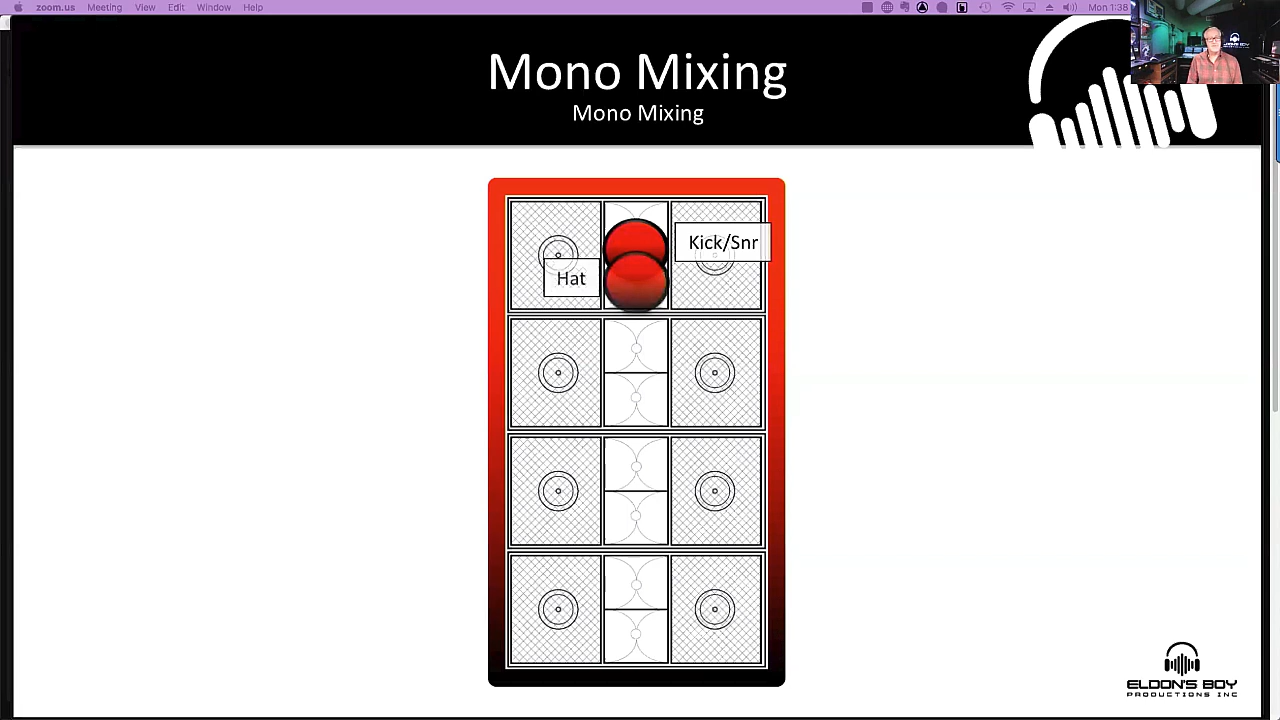 zoom.us Meeting View Edit Window Help Mon 1:38
Mono Mixing
Mono Mixing
Kick/Snr
Hat
ELDON'S BOY
PRODUCTIONS INC